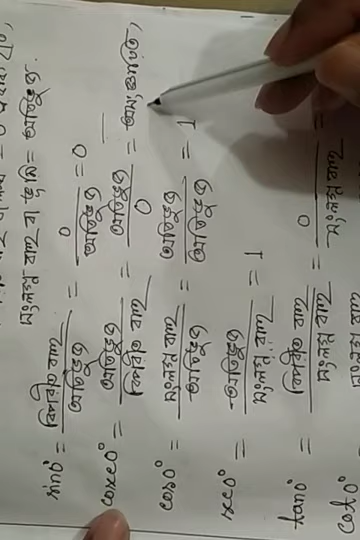 সংলগ্ন বাহু বা ভূমি = অতিভুজ.
sin0° = বিপরীত বাহু / অতিভুজ = 0 / অতিভুজ = 0
cosec0° = অতিভুজ / বিপরীত বাহু = অতিভুজ / 0 = অসংজ্ঞায়িত,
cos0° = সংলগ্ন বাহু / অতিভুজ = অতিভুজ / অতিভুজ = 1
sec0° = অতিভুজ / সংলগ্ন বাহু = 1
tan0° = বিপরীত বাহু / সংলগ্ন বাহু = 0 / সংলগ্ন বাহু =
cot0° সংলগ্ন বাহু